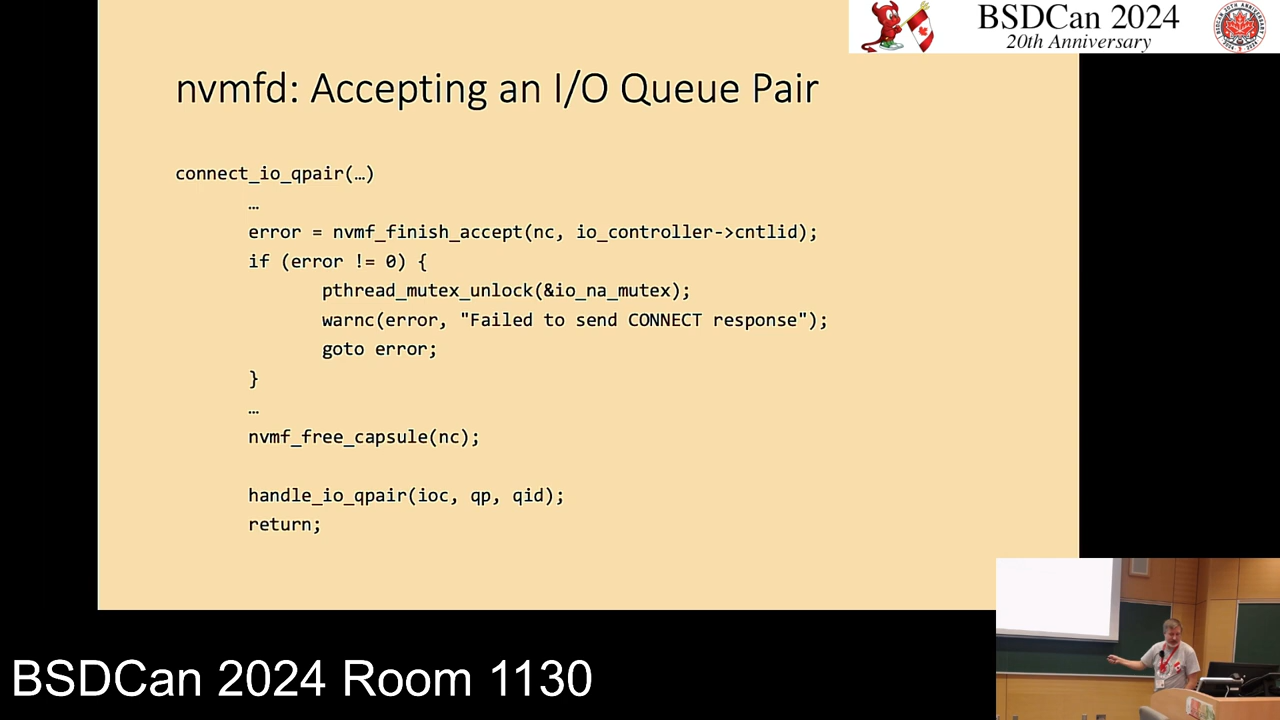 BSDCan 2024
20th Anniversary
nvmfd: Accepting an I/O Queue Pair
connect_io_qpair(…)
…
error = nvmf_finish_accept(nc, io_controller->cntlid);
if (error != 0) {
pthread_mutex_unlock(&io_na_mutex);
warnc(error, "Failed to send CONNECT response");
goto error;
}
…
nvmf_free_capsule(nc);
handle_io_qpair(ioc, qp, qid);
return;
BSDCan 2024 Room 1130